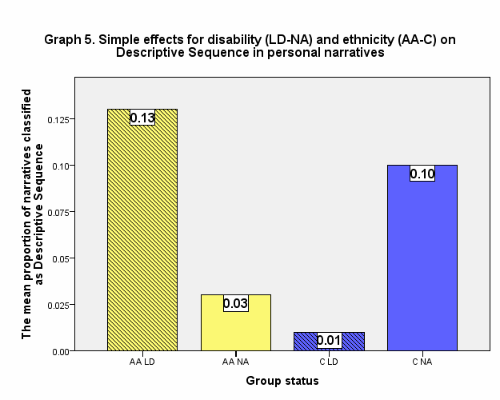 Graph 5. Simple effects for disability (LD-NA) and ethnicity (AA-C) on
Descriptive Sequence in personal narratives
The mean proportion of narratives classified
as Descriptive Sequence
0.125
0.10
0.075
0.05
0.025
0.00
0.13
0.03
0.01
0.10
AA LD
AA NA
C LD
C NA
Group status